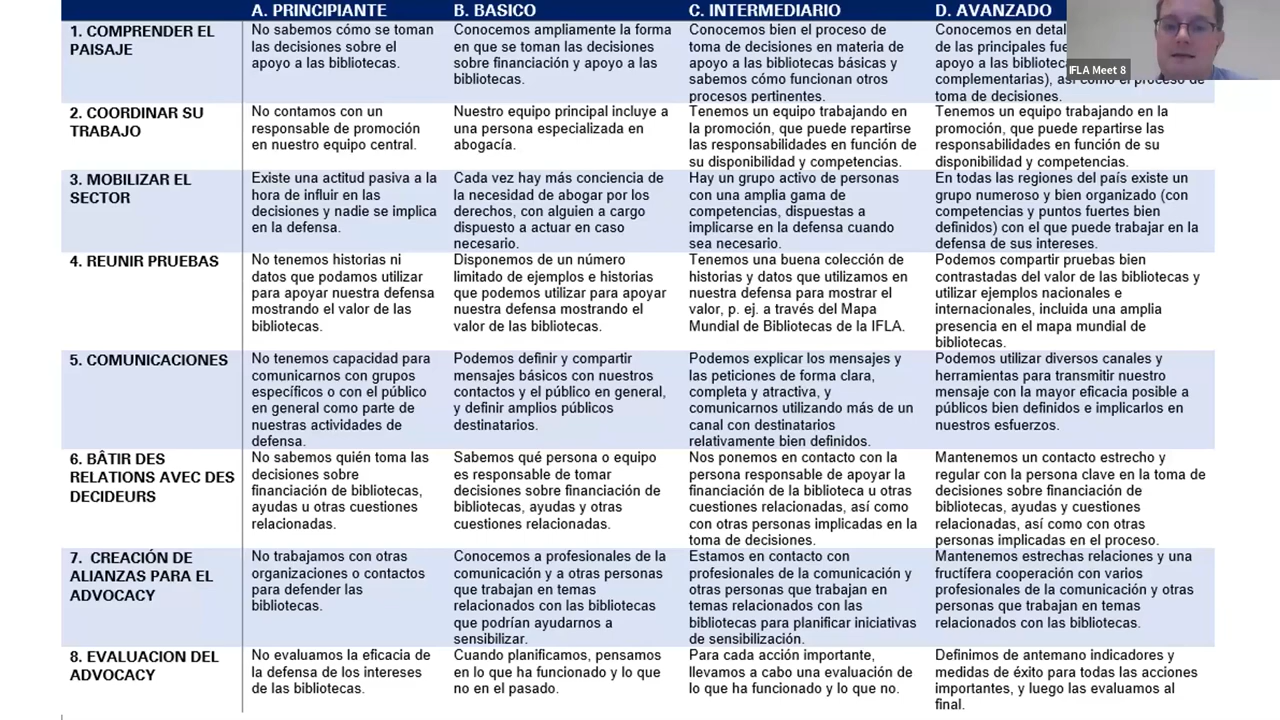 A. PRINCIPIANTE
B. BASICO
C. INTERMEDIARIO
D. AVANZADO
1. COMPRENDER EL
PAISAJE
No sabemos cómo se toman
las decisiones sobre el
apoyo a las bibliotecas.
Conocemos ampliamente la forma
en que se toman las decisiones
sobre financiación y apoyo a las
bibliotecas.
Conocemos bien el proceso de
toma de decisiones en materia de
apoyo a las bibliotecas básicas y
sabemos cómo funcionan otros
procesos pertinentes.
Conocemos en
de las principales
apoyo a las
complementarias), así como el proceso de
toma de decisiones.
IFLA Meet 8
2. COORDINAR SU
TRABAJO
No contamos con un
responsable de promoción
en nuestro equipo central.
Nuestro equipo principal incluye a
una persona especializada en
abogacía.
Tenemos un equipo trabajando en
la promoción, que puede repartirse
las responsabilidades en función de
su disponibilidad y competencias.
Tenemos un equipo trabajando en la
promoción, que puede repartirse las
responsabilidades en función de su
disponibilidad y competencias.
3. MOBILIZAR EL
SECTOR
Existe una actitud pasiva a la
hora de influir en las
decisiones y nadie se implica
en la defensa.
Cada vez hay más conciencia de
la necesidad de abogar por los
derechos, con alguien a cargo
dispuesto a actuar en caso
necesario.
Hay un grupo activo de personas
con una amplia gama de
competencias, dispuestas a
implicarse en la defensa cuando
sea necesario.
En todas las regiones del país existe un
grupo numeroso y bien organizado (con
competencias y puntos fuertes bien
definidos) con el que puede trabajar en la
defensa de sus intereses.
4. REUNIR PRUEBAS
No tenemos historias ni
datos que podamos utilizar
para apoyar nuestra defensa
mostrando el valor de las
bibliotecas.
Disponemos de un número
limitado de ejemplos e historias
que podemos utilizar para apoyar
nuestra defensa mostrando el
valor de las bibliotecas.
Tenemos una buena colección de
historias y datos que utilizamos en
nuestra defensa para mostrar el
valor, p. ej. a través del Mapa
Mundial de Bibliotecas de la IFLA.
Podemos compartir pruebas bien
contrastadas del valor de las bibliotecas y
utilizar ejemplos nacionales e
internacionales, incluida una amplia
presencia en el mapa mundial de
bibliotecas.
5. COMUNICACIONES
No tenemos capacidad para
comunicarnos con grupos
específicos o con el público
en general como parte de
nuestras actividades de
defensa.
Podemos definir y compartir
mensajes básicos con nuestros
contactos y el público en general,
y definir amplios públicos
destinatarios.
Podemos explicar los mensajes y
las peticiones de forma clara,
completa y atractiva, y
comunicarnos utilizando más de un
canal con destinatarios
relativamente bien definidos.
Podemos utilizar diversos canales y
herramientas para transmitir nuestro
mensaje con la mayor eficacia posible a
públicos bien definidos e implicarlos en
nuestros esfuerzos.
6. BÂTIR DES
RELATIONS AVEC DES
DECIDEURS
No sabemos quién toma las
decisiones sobre
financiación de bibliotecas,
ayudas u otras cuestiones
relacionadas.
Sabemos qué persona o equipo
es responsable de tomar
decisiones sobre financiación de
bibliotecas, ayudas y otras
cuestiones relacionadas.
Nos ponemos en contacto con la
persona responsable de apoyar la
financiación de la biblioteca u otras
cuestiones relacionadas, así como
con otras personas implicadas en la
toma de decisiones.
Mantenemos un contacto estrecho y
regular con la persona clave en la toma de
decisiones sobre financiación de
bibliotecas, ayudas y cuestiones
relacionadas, así como con otras
personas implicadas en el proceso.
7. CREACIÓN DE
ALIANZAS PARA EL
ADVOCACY
No trabajamos con otras
organizaciones o contactos
para defender las
bibliotecas.
Conocemos a profesionales de la
comunicación y a otras personas
que trabajan en temas
relacionados con las bibliotecas
que podrían ayudarnos a
sensibilizar.
Estamos en contacto con
profesionales de la comunicación y
otras personas que trabajan en
temas relacionados con las
bibliotecas para planificar iniciativas
de sensibilización.
Mantenemos estrechas relaciones y una
fructífera cooperación con varios
profesionales de la comunicación y otras
personas que trabajan en temas
relacionados con las bibliotecas.
8. EVALUACION DEL
ADVOCACY
No evaluamos la eficacia de
la defensa de los intereses
de las bibliotecas.
Cuando planificamos, pensamos
en lo que ha funcionado y lo que
no en el pasado.
Para cada acción importante,
llevamos a cabo una evaluación de
lo que ha funcionado y lo que no.
Definimos de antemano indicadores y
medidas de éxito para todas las acciones
importantes, y luego las evaluamos al
final.